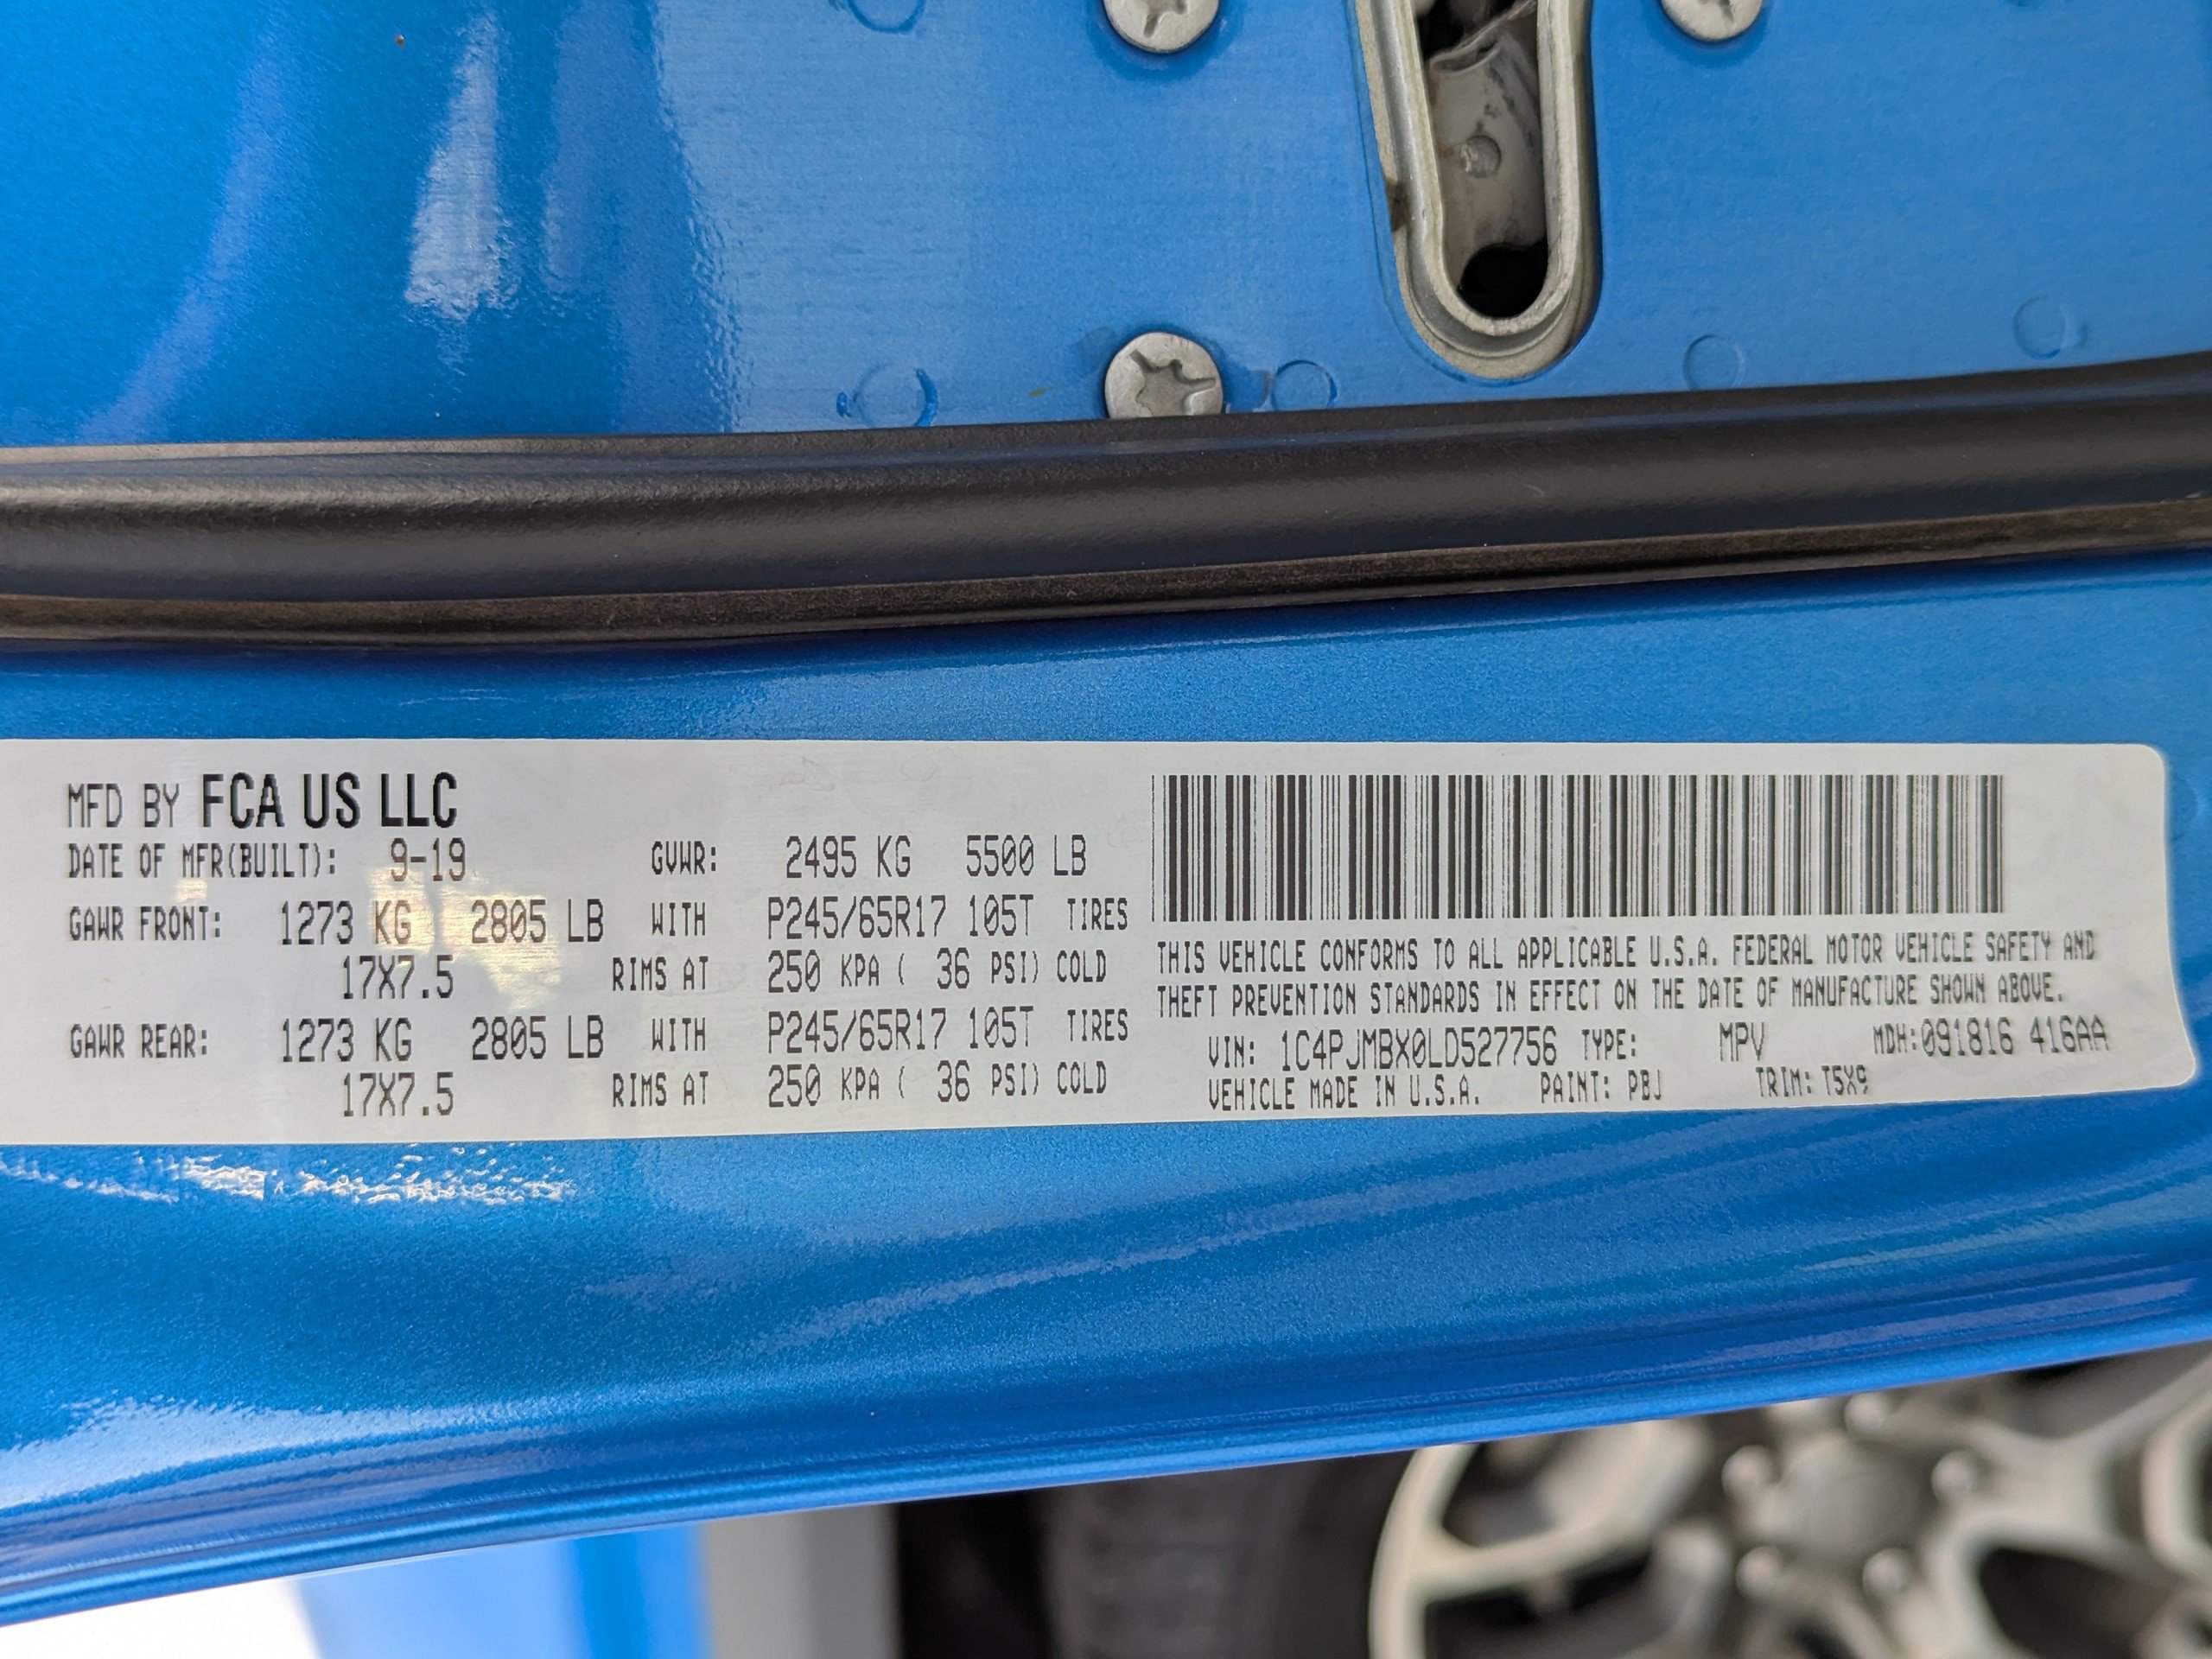 MFD BY FCA US LLC
DATE OF MFR(BUILT): 9-19 GVWR: 2495 KG 5500 LB
GAWR FRONT: 1273 KG 2805 LB WITH P245/65R17 105T TIRES
17X7.5 RIMS AT 250 KPA ( 36 PSI) COLD
GAWR REAR: 1273 KG 2805 LB WITH P245/65R17 105T TIRES
17X7.5 RIMS AT 250 KPA ( 36 PSI) COLD
THIS VEHICLE CONFORMS TO ALL APPLICABLE U.S.A. FEDERAL MOTOR VEHICLE SAFETY AND
THEFT PREVENTION STANDARDS IN EFFECT ON THE DATE OF MANUFACTURE SHOWN ABOVE.
VIN: 1C4PJMBX0LD527756 TYPE: MPV MDH:091816 416AA
VEHICLE MADE IN U.S.A. PAINT: PBJ TRIM: T5X9